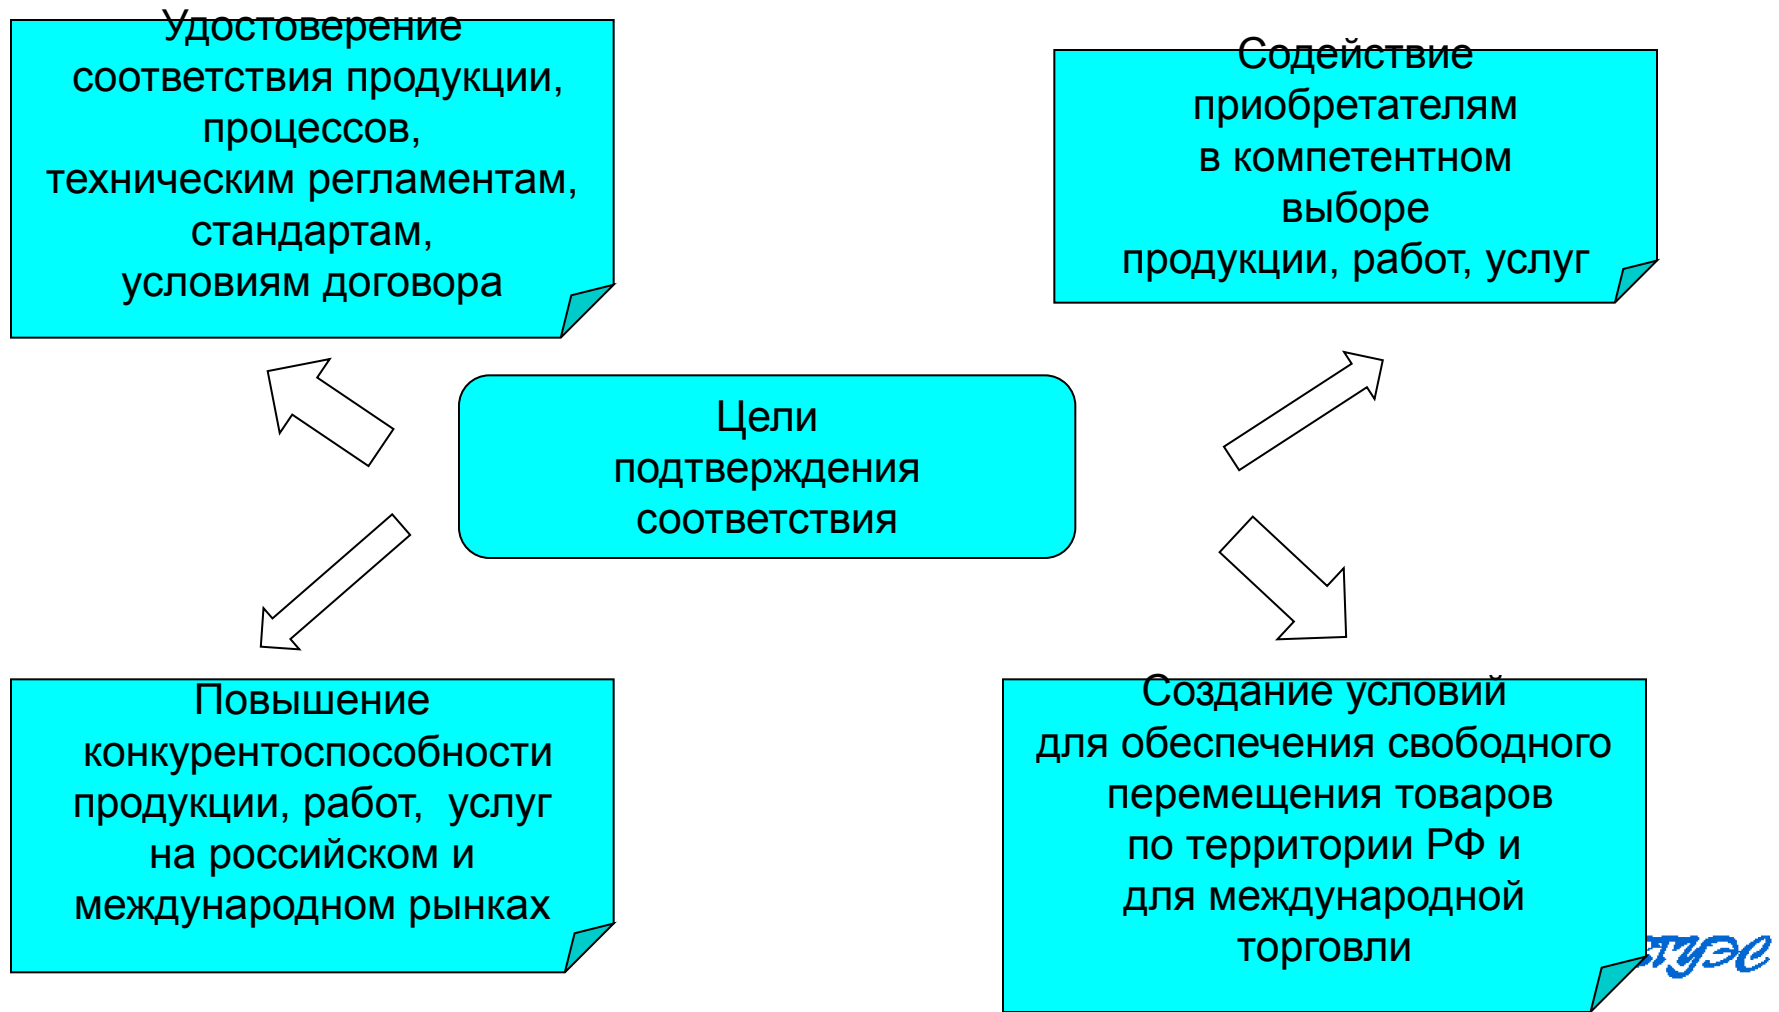 Удостоверение
соответствия продукции,
процессов,
техническим регламентам,
стандартам,
условиям договора
Содействие
приобретателям
в компетентном
выборе
продукции, работ, услуг
Цели
подтверждения
соответствия
Повышение
конкурентоспособности
продукции, работ,  услуг
на российском и
международном рынках
Создание условий
для обеспечения свободного
перемещения товаров
по территории РФ и
для международной
торговли